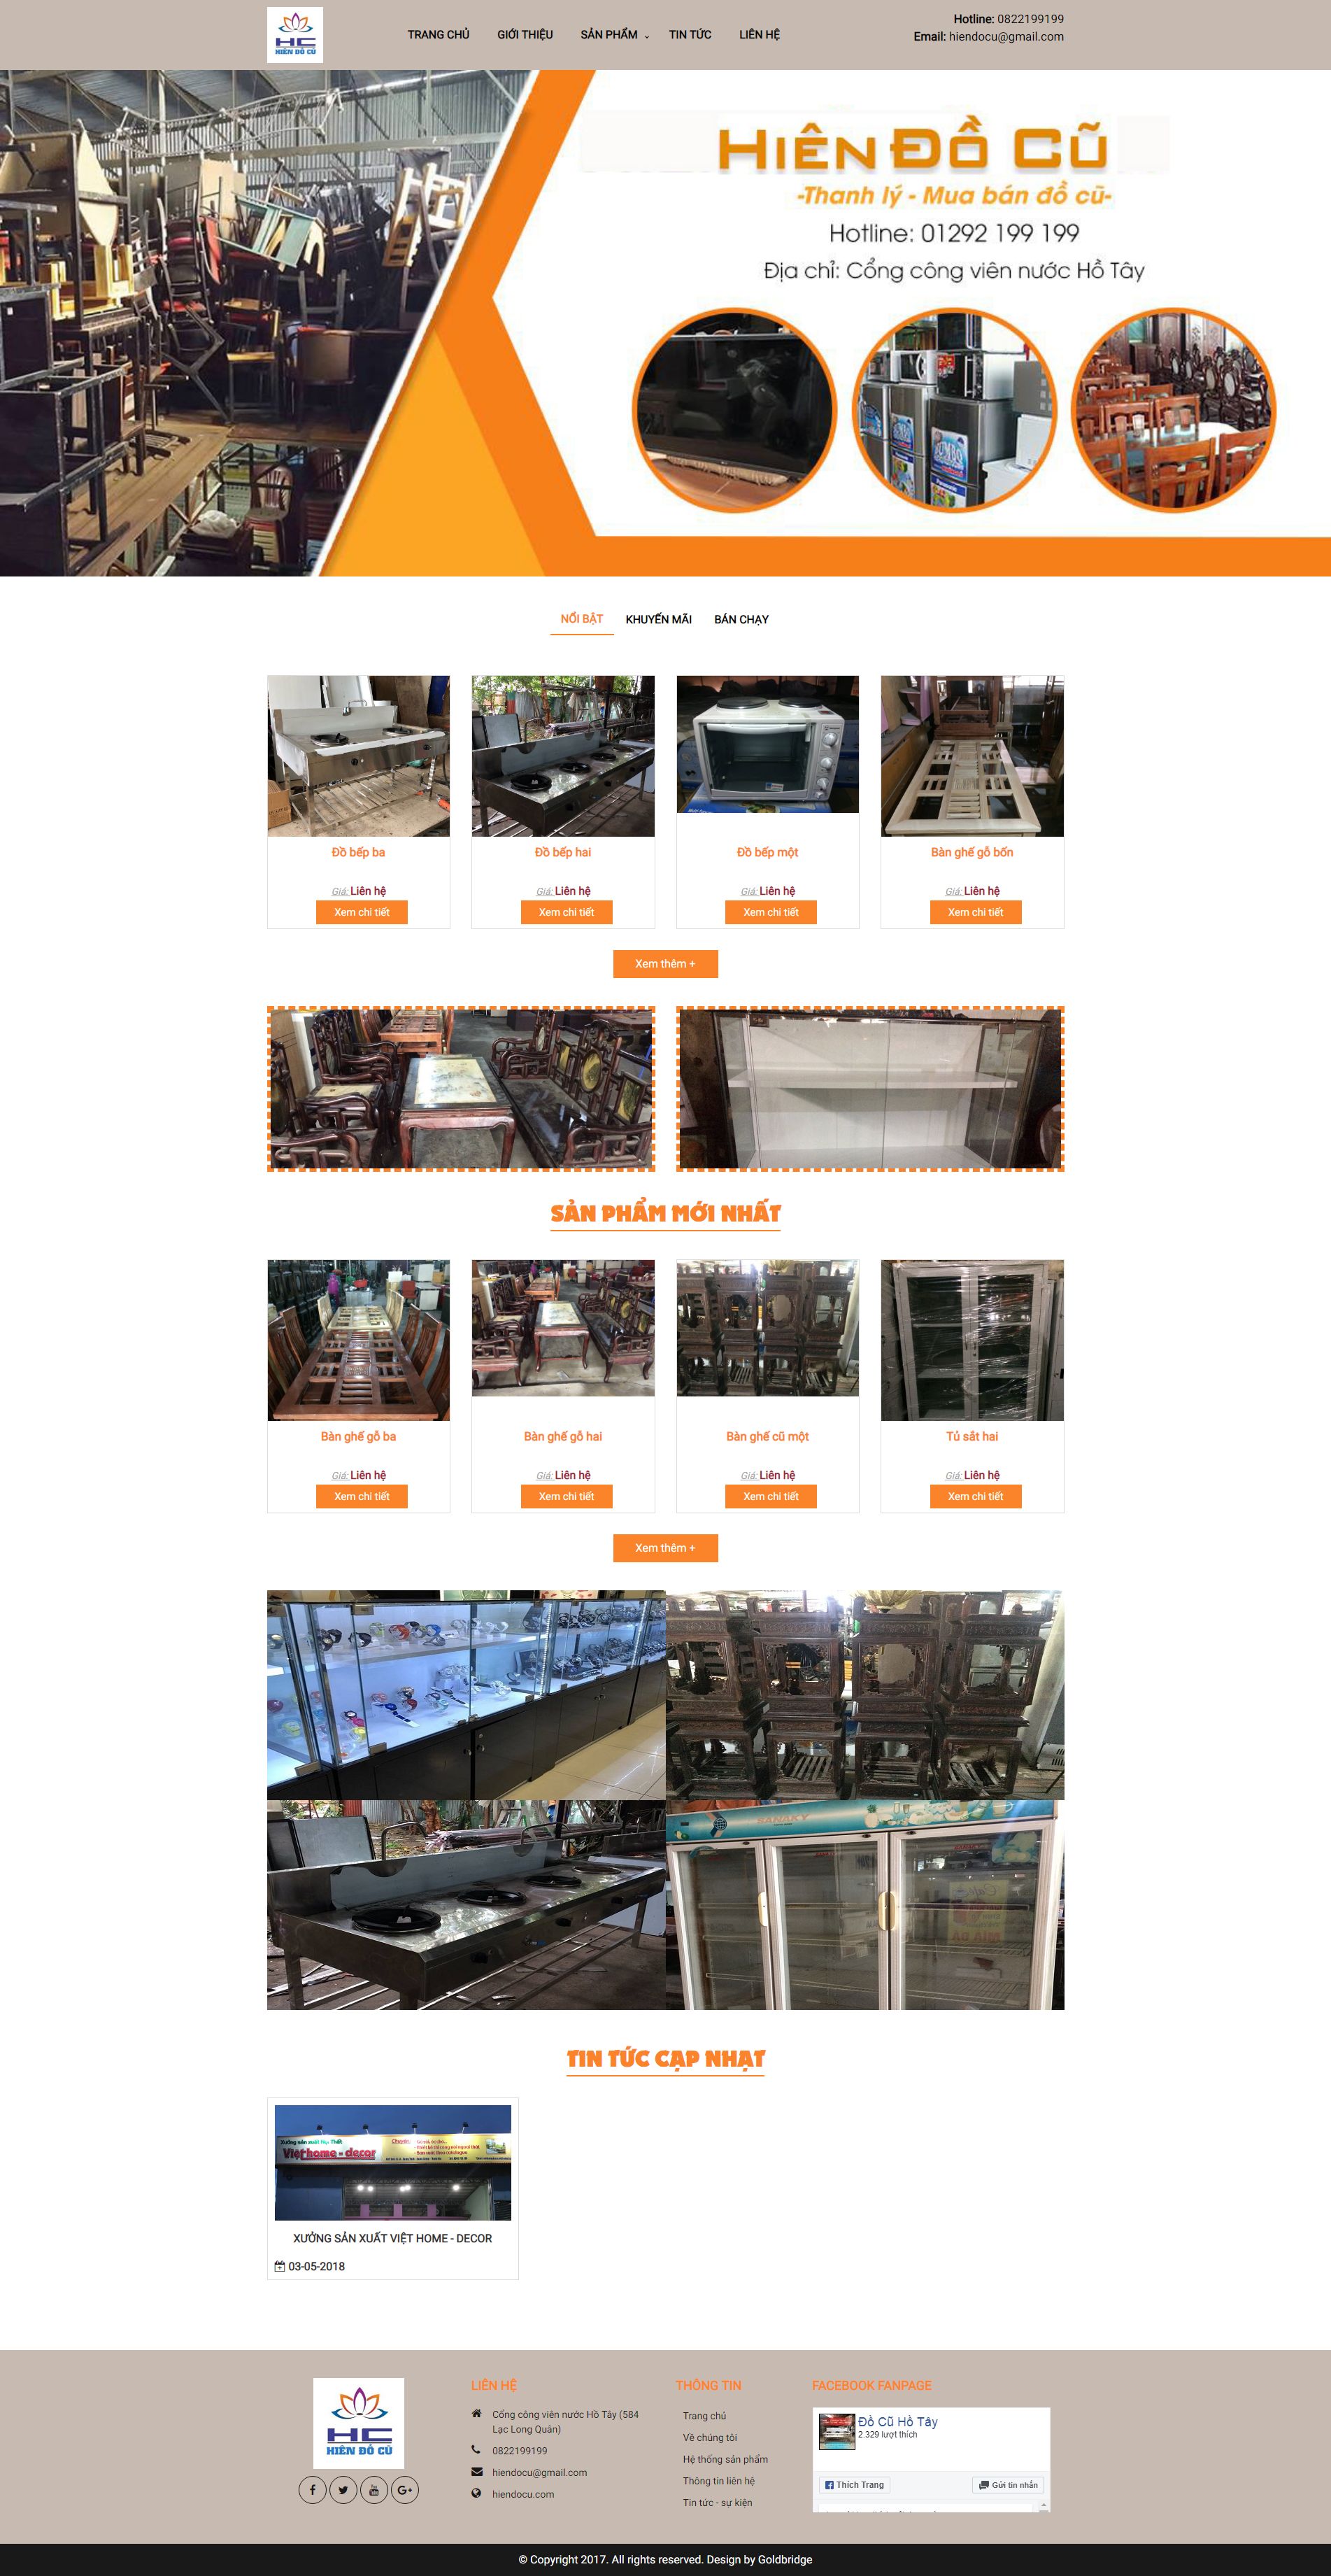 HC
HIÊN ĐỒ CŨ
TRANG CHỦ
GIỚI THIỆU
SẢN PHẨM
TIN TỨC
LIÊN HỆ
Hotline: 0822199199
Email: hiendocu@gmail.com
HIÊN ĐỒ CŨ
-Thanh lý - Mua bán đồ cũ-
Hotline: 01292 199 199
Địa chỉ: Cổng công viên nước Hồ Tây
NỔI BẬT
KHUYẾN MÃI
BÁN CHẠY
Đồ bếp ba
Giá: Liên hệ
Xem chi tiết
Đồ bếp hai
Giá: Liên hệ
Xem chi tiết
Đồ bếp một
Giá: Liên hệ
Xem chi tiết
Bàn ghế gỗ bốn
Giá: Liên hệ
Xem chi tiết
Xem thêm +
SẢN PHẨM MỚI NHẤT
Bàn ghế gỗ ba
Giá: Liên hệ
Xem chi tiết
Bàn ghế gỗ hai
Giá: Liên hệ
Xem chi tiết
Bàn ghế cũ một
Giá: Liên hệ
Xem chi tiết
Tủ sắt hai
Giá: Liên hệ
Xem chi tiết
Xem thêm +
TIN TỨC CẬP NHẬT
Việt home - decor
XƯỞNG SẢN XUẤT VIỆT HOME - DECOR
03-05-2018
HC
HIÊN ĐỒ CŨ
LIÊN HỆ
Cổng công viên nước Hồ Tây (584
Lạc Long Quân)
0822199199
hiendocu@gmail.com
hiendocu.com
THÔNG TIN
Trang chủ
Về chúng tôi
Hệ thống sản phẩm
Thông tin liên hệ
Tin tức - sự kiện
FACEBOOK FANPAGE
Đồ Cũ Hồ Tây
2.329 lượt thích
Thích Trang
Gửi tin nhắn
© Copyright 2017. All rights reserved. Design by Goldbridge